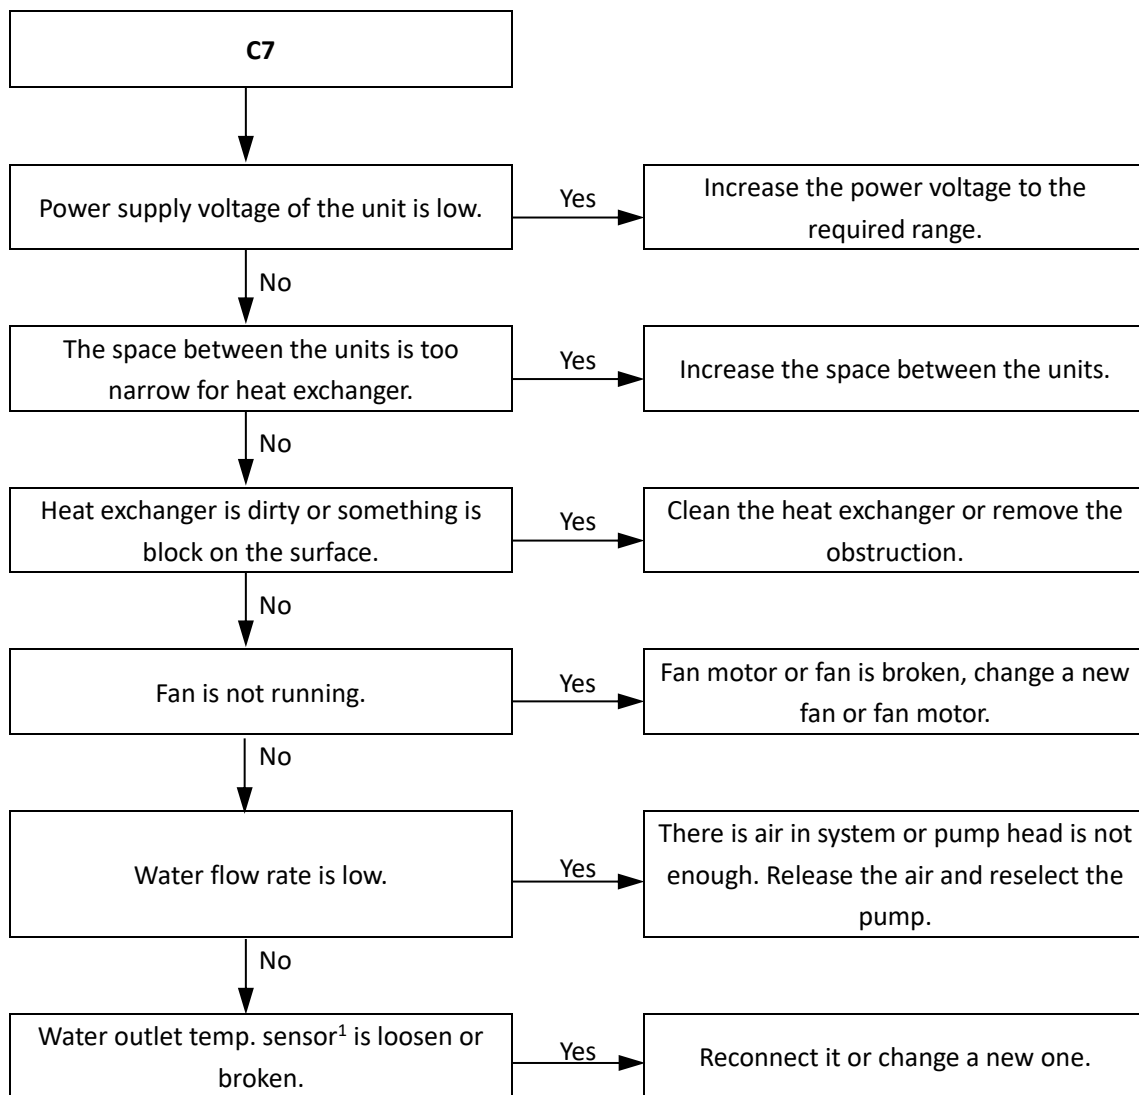 C7
Power supply voltage of the unit is low.
Yes
Increase the power voltage to the
required range.
No
The space between the units is too
narrow for heat exchanger.
Yes
Increase the space between the units.
No
Heat exchanger is dirty or something is
block on the surface.
Yes
Clean the heat exchanger or remove the
obstruction.
No
Fan is not running.
Yes
Fan motor or fan is broken, change a new
fan or fan motor.
No
Water flow rate is low.
Yes
There is air in system or pump head is not
enough. Release the air and reselect the
pump.
No
Water outlet temp. sensor¹ is loosen or
broken.
Yes
Reconnect it or change a new one.